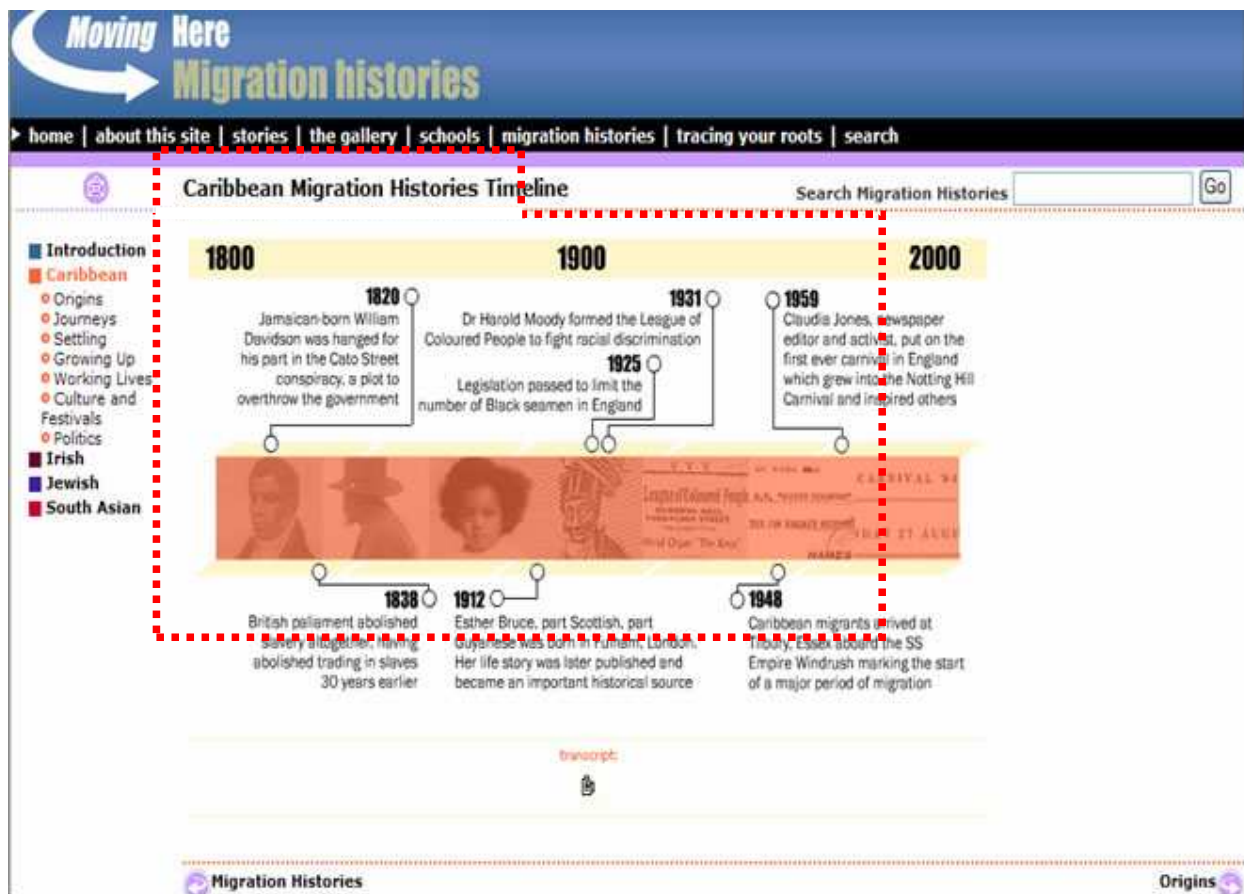 Moving Here
Migration histories
home | about this site | stories | the gallery | schools | migration histories | tracing your roots | search
Caribbean Migration Histories Timeline
Search Migration Histories
Go
Introduction
Caribbean
Origins
Journeys
Settling
Growing Up
Working Lives
Culture and
Festivals
Politics
Irish
Jewish
South Asian
1800
1900
2000
1820
Jamaican-born William
Davidson was hanged for
his part in the Cato Street
conspiracy, a plot to
overthrow the government
1931
Dr Harold Moody formed the League of
Coloured People to fight racial discrimination
1925
Legislation passed to limit the
number of Black seamen in England
1959
Claudia Jones, newspaper
editor and activist, put on the
first ever carnival in England
which grew into the Notting Hill
Carnival and inspired others
League of Coloured People
CARNIVAL
NAMES
27 AUGU
1838
British paliament abolished
slavery altogether, having
abolished trading in slaves
30 years earlier
1912
Esther Bruce, part Scottish, part
Guyanese was born in Fulham, London.
Her life story was later published and
became an important historical source
1948
Caribbean migrants arrived at
Tilbury, Essex aboard the SS
Empire Windrush marking the start
of a major period of migration
transcript:
Migration Histories
Origins